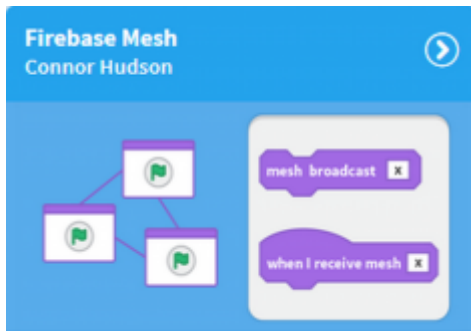 Firebase Mesh
Connor Hudson
mesh broadcast x
when I receive mesh x